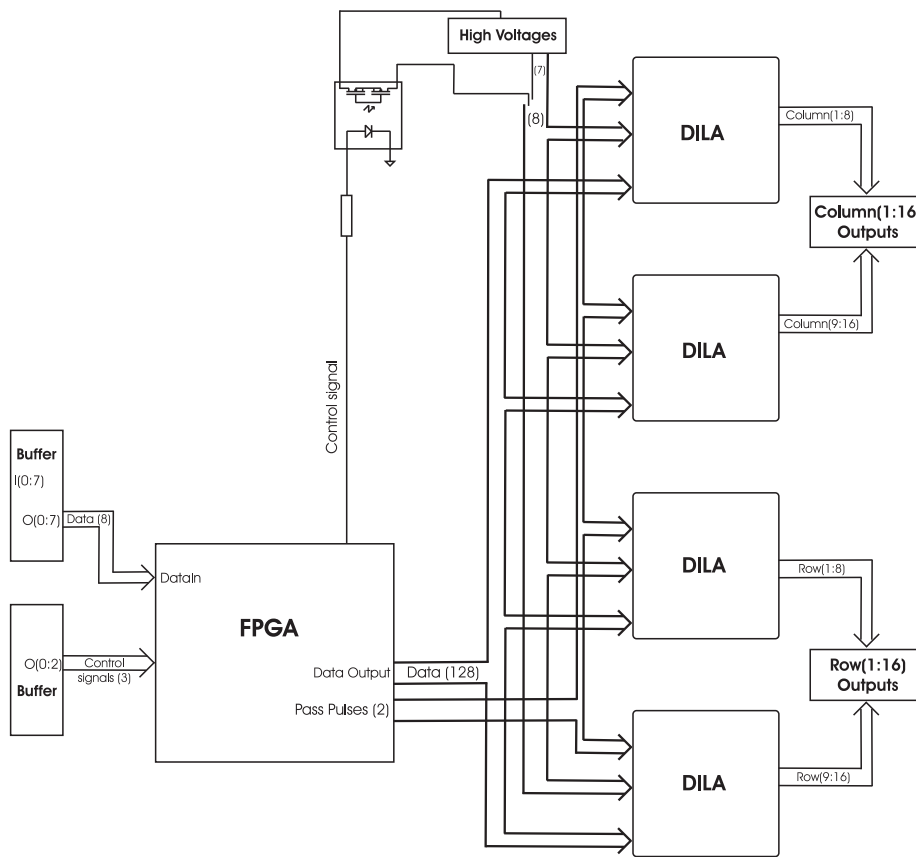 High Voltages
(7)
(8)
DILA
Column(1:8)
Column(1:16
Outputs
Column(9:16)
DILA
Control signal
Buffer
I(0:7)
O(0:7)
Data (8)
DataIn
FPGA
O(0:2)
Control
signals (3)
Buffer
Data Output
Data (128)
Pass Pulses (2)
DILA
Row(1:8)
Row(1:16)
Outputs
DILA
Row(9:16)